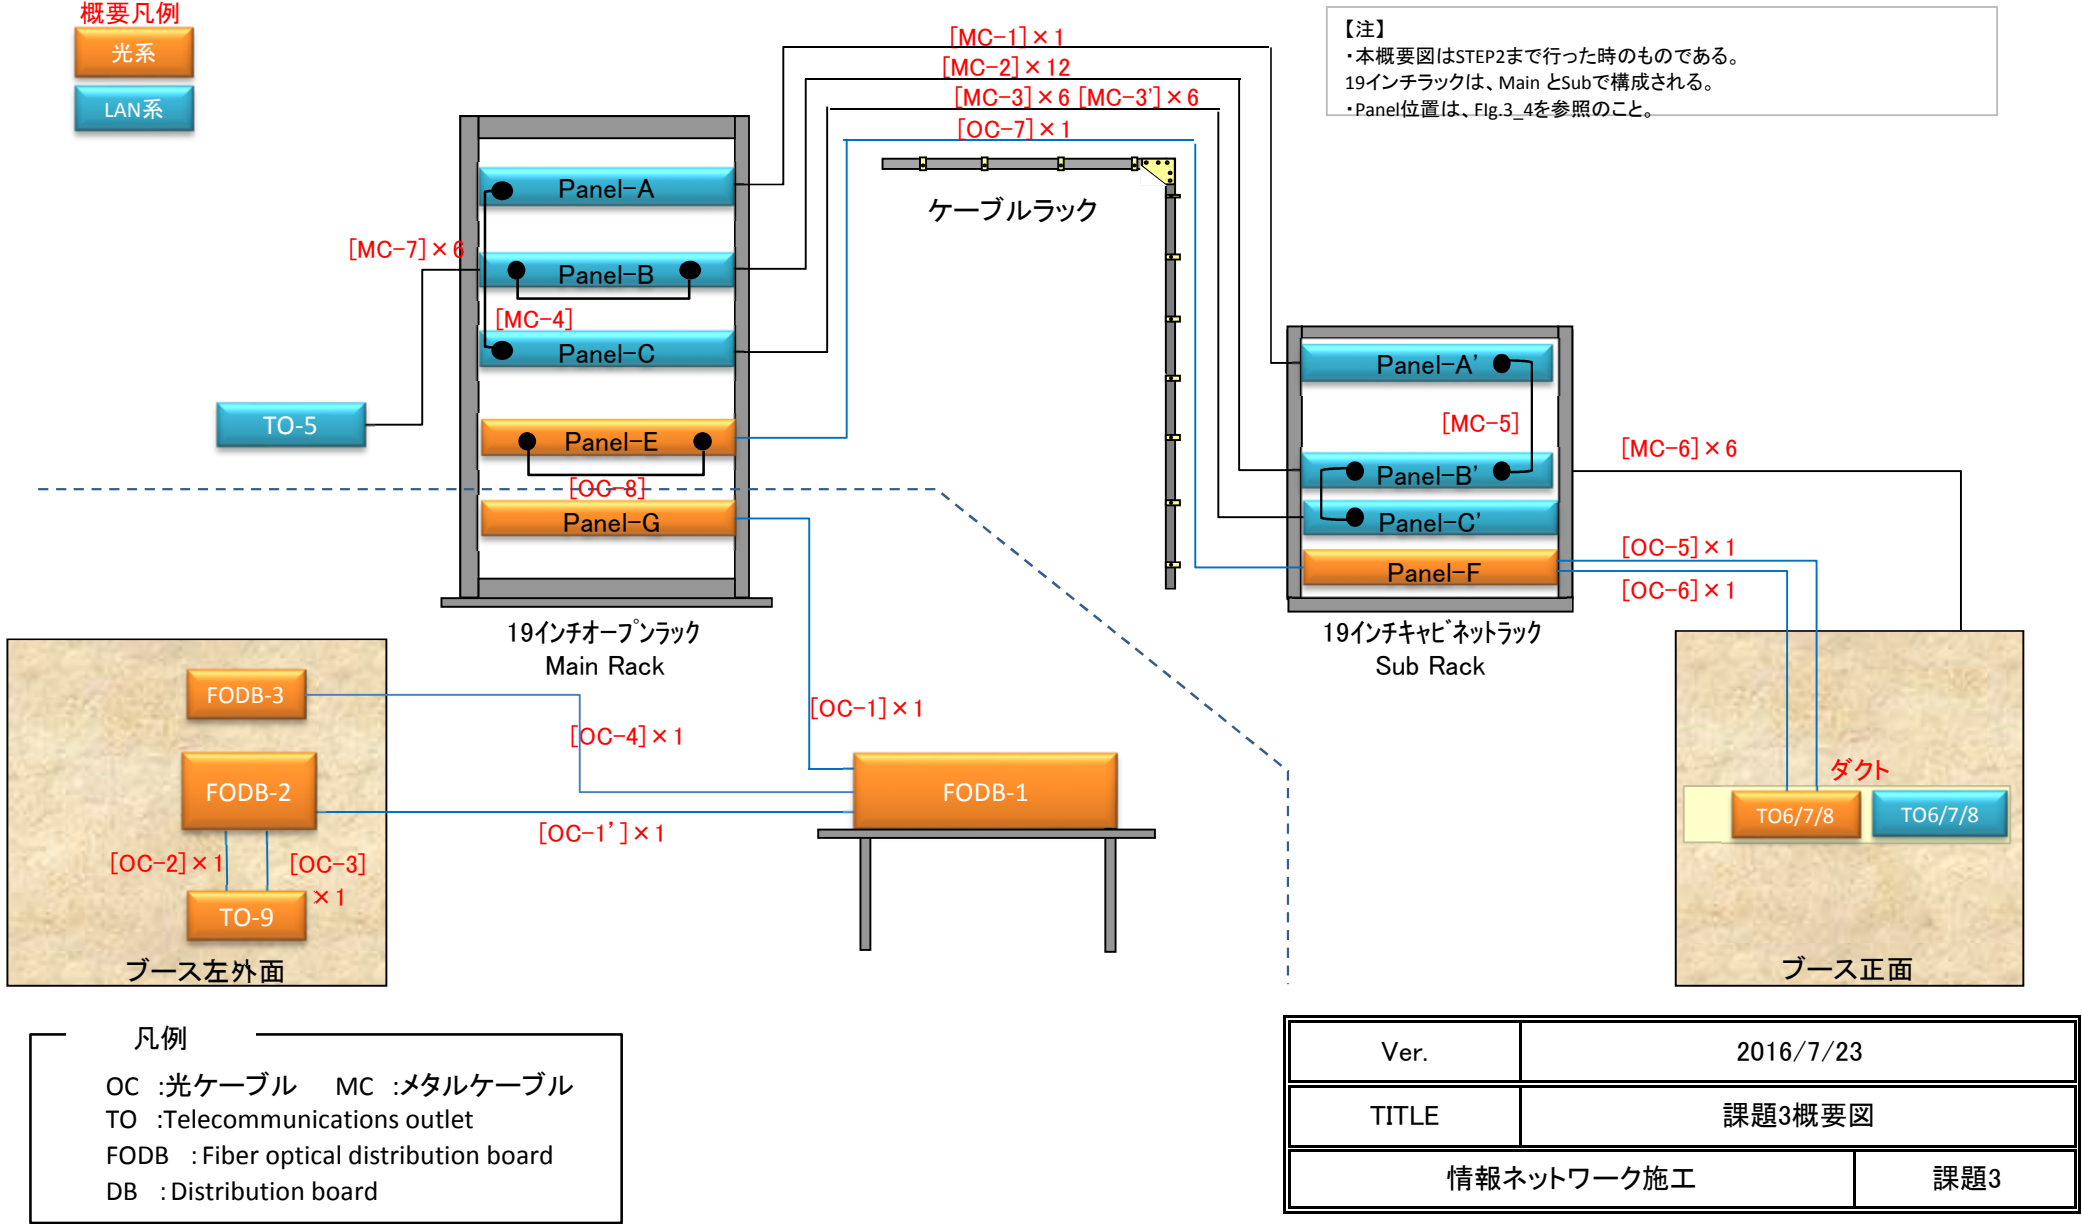 概要凡例
光系
LAN系
[MC-1]×1
[MC-2]×12
[MC-3]×6 [MC-3']×6
[OC-7]×1
【注】
・本概要図はSTEP2まで行った時のものである。
19インチラックは、Main とSubで構成される。
・Panel位置は、FIg.3_4を参照のこと。
Panel-A
ケーブルラック
[MC-7]×6
Panel-B
[MC-4]
Panel-C
Panel-A'
TO-5
[MC-5]
Panel-E
[MC-6]×6
Panel-B'
[OC-8]
Panel-G
Panel-C'
[OC-5]×1
Panel-F
[OC-6]×1
19インチオープンラック
Main Rack
19インチキャビネットラック
Sub Rack
FODB-3
[OC-1]×1
[OC-4]×1
ダクト
FODB-2
FODB-1
TO6/7/8
TO6/7/8
[OC-1']×1
[OC-2]×1
[OC-3]
×1
TO-9
ブース左外面
ブース正面
凡例
OC :光ケーブル MC :メタルケーブル
TO :Telecommunications outlet
FODB :Fiber optical distribution board
DB :Distribution board
Ver. 2016/7/23
TITLE 課題3概要図
情報ネットワーク施工 課題3